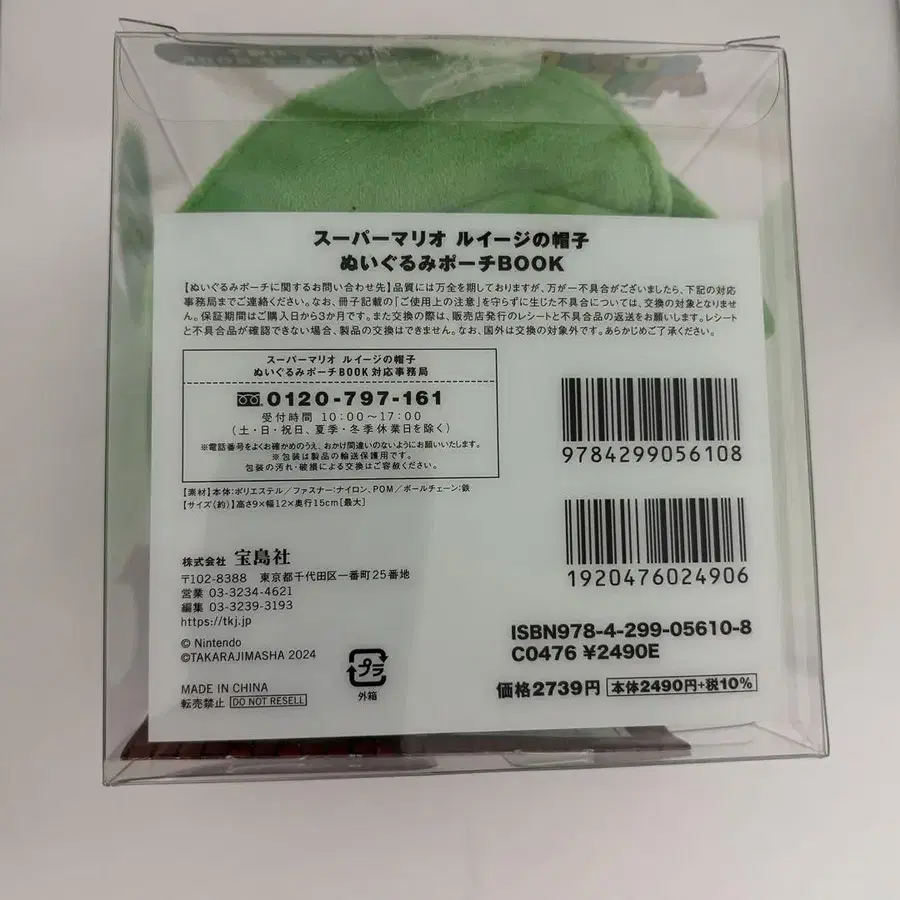 スーパーマリオ ルイージの帽子
ぬいぐるみポーチBOOK
【ぬいぐるみポーチに関するお問い合わせ先】品質には万全を期しておりますが、万が一不具合がございましたら、下記の対応
事務局までご連絡ください。なお、冊子記載の「ご使用上の注意」を守らずに生じた不具合については、交換の対象となりませ
ん。保証期間はご購入日から3か月です。また交換の際は、販売店発行のレシートと不具合品の返送をお願いします。レシート
と不具合品が確認できない場合、製品の交換はできません。なお、国外は交換の対象外です。あらかじめご了承ください。
スーパーマリオ ルイージの帽子
ぬいぐるみポーチBOOK対応事務局
0120-797-161
受付時間 10:00〜17:00
(土・日・祝日、夏季・冬季休業日を除く)
※電話番号をよくお確かめのうえ、おかけ間違いのないようにお願いいたします。
※包装は製品の輸送保護用です。
包装の汚れ・破損による交換はご容赦ください。
【素材】本体:ポリエステル/ファスナー:ナイロン、POM/ボールチェーン:鉄
【サイズ(約)】高さ9×幅12×奥行15cm[最大]
9784299056108
1920476024906
株式会社 宝島社
〒102-8388 東京都千代田区一番町25番地
営業 03-3234-4621
編集 03-3239-3193
https://tkj.jp
© Nintendo
©TAKARAJIMASHA 2024
MADE IN CHINA
転売禁止 DO NOT RESELL
プラ
外箱
ISBN978-4-299-05610-8
C0476 ¥2490E
価格2739円 本体2490円+税10%